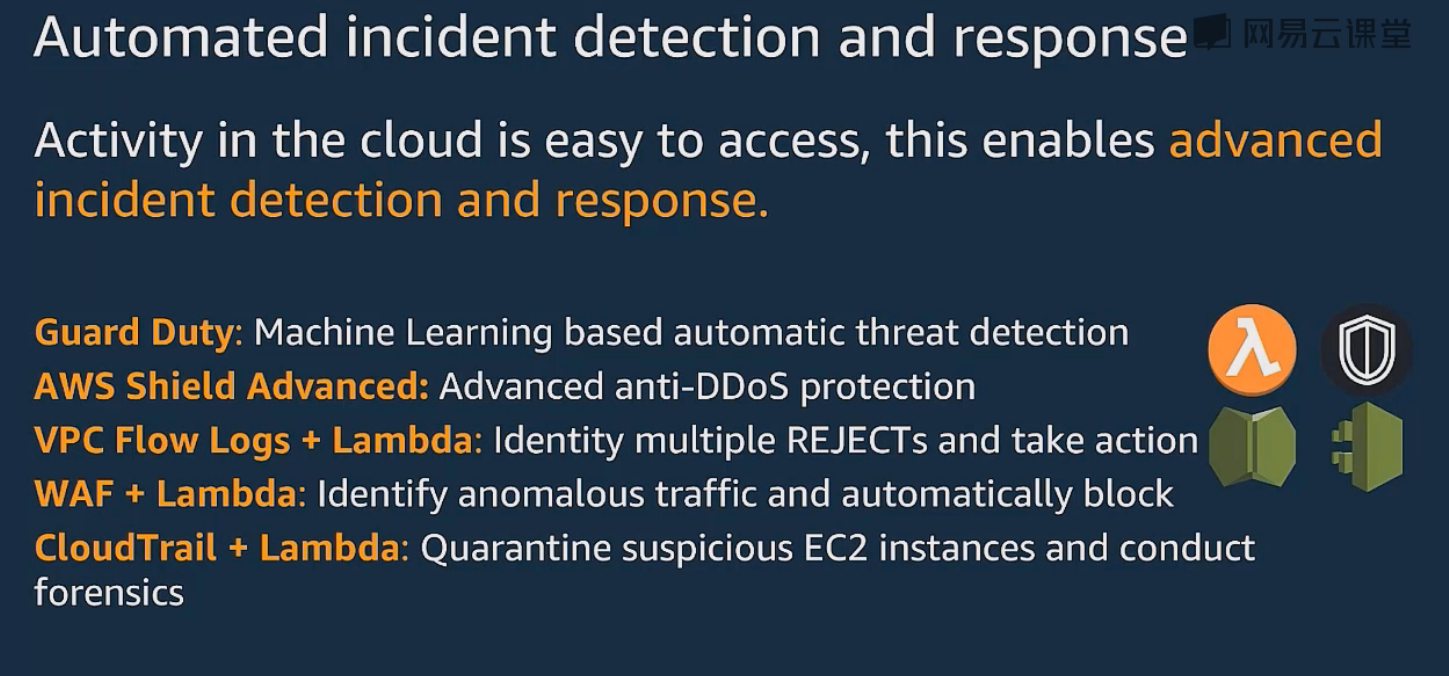 Automated incident detection and response
网易云课堂
Activity in the cloud is easy to access, this enables advanced
incident detection and response.
Guard Duty: Machine Learning based automatic threat detection
AWS Shield Advanced: Advanced anti-DDoS protection
VPC Flow Logs + Lambda: Identity multiple REJECTs and take action
WAF + Lambda: Identify anomalous traffic and automatically block
CloudTrail + Lambda: Quarantine suspicious EC2 instances and conduct
forensics